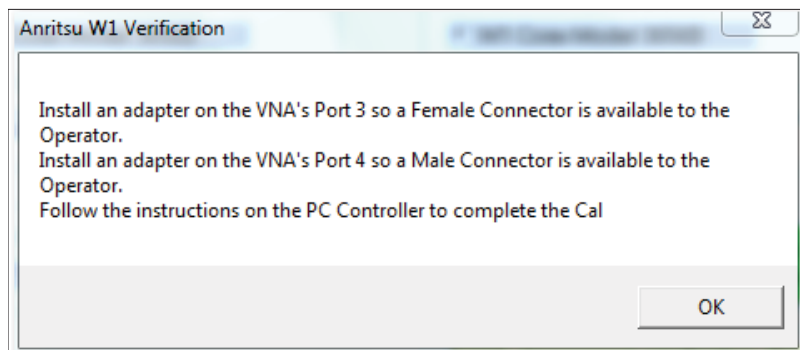 Anritsu W1 Verification
Install an adapter on the VNA's Port 3 so a Female Connector is available to the
Operator.
Install an adapter on the VNA's Port 4 so a Male Connector is available to the
Operator.
Follow the instructions on the PC Controller to complete the Cal
OK